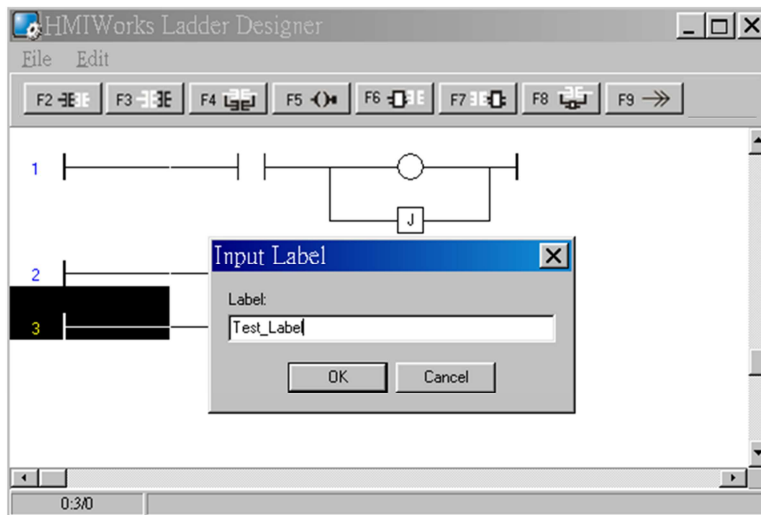 HMIWorks Ladder Designer
File Edit
F2 F3 F4 F5 F6 F7 F8 F9
1
J
2
Input Label
Label:
3
Test_Label
OK Cancel
0:3/0